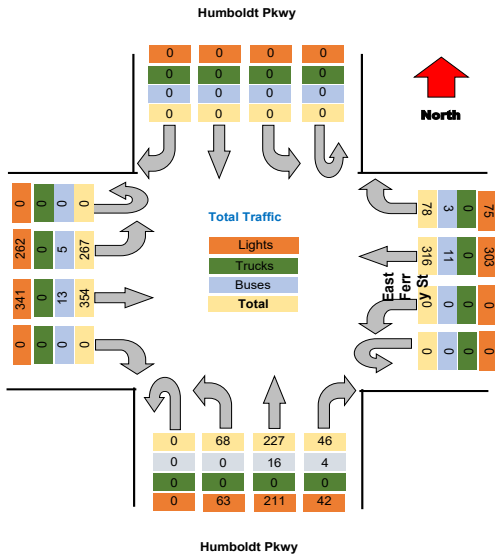 Humboldt Pkwy
0 0 0 0
0 0 0 0
0 0 0 0
0 0 0 0
North
0 0 0 0
262 0 5 267
341 0 13 354
0 0 0 0
Total Traffic
Lights
Trucks
Buses
Total
78 3 0 75
316 11 0 303
0 0 0 0
0 0 0 0
East
Ferr
y St
0 68 227 46
0 0 16 4
0 0 0 0
0 63 211 42
Humboldt Pkwy